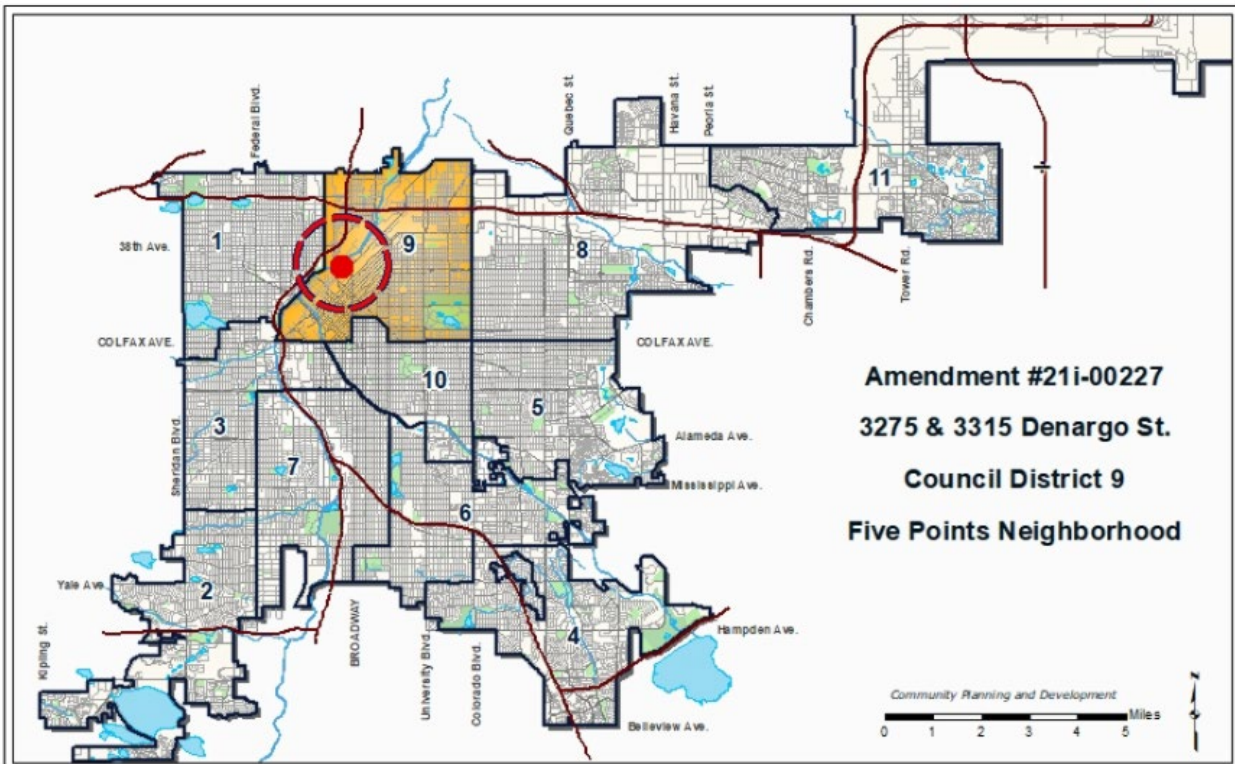 Federal Blvd.
Quebec St.
Havana St.
Peoria St.
38th Ave.
1
9
8
11
Chambers Rd.
Tower Rd.
COLFAX AVE.
COLFAX AVE.
10
3
5
Sheridan Blvd.
7
Alameda Ave.
Mississippi Ave.
6
Yale Ave.
2
4
Kipling St.
BROADWAY
University Blvd.
Colorado Blvd.
Hampden Ave.
Belleview Ave.
Amendment #21i-00227
3275 & 3315 Denargo St.
Council District 9
Five Points Neighborhood
Community Planning and Development
Miles
0 1 2 3 4 5
N